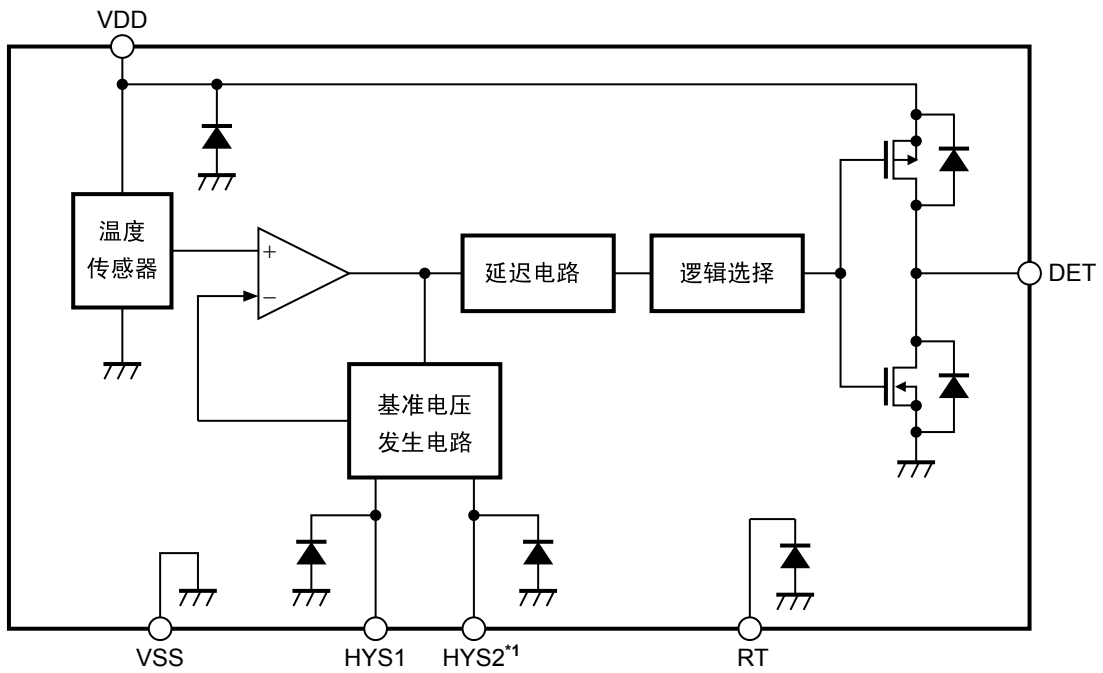 VDD
温度
传感器
+
−
延迟电路
逻辑选择
DET
基准电压
发生电路
VSS
HYS1
HYS2*1
RT